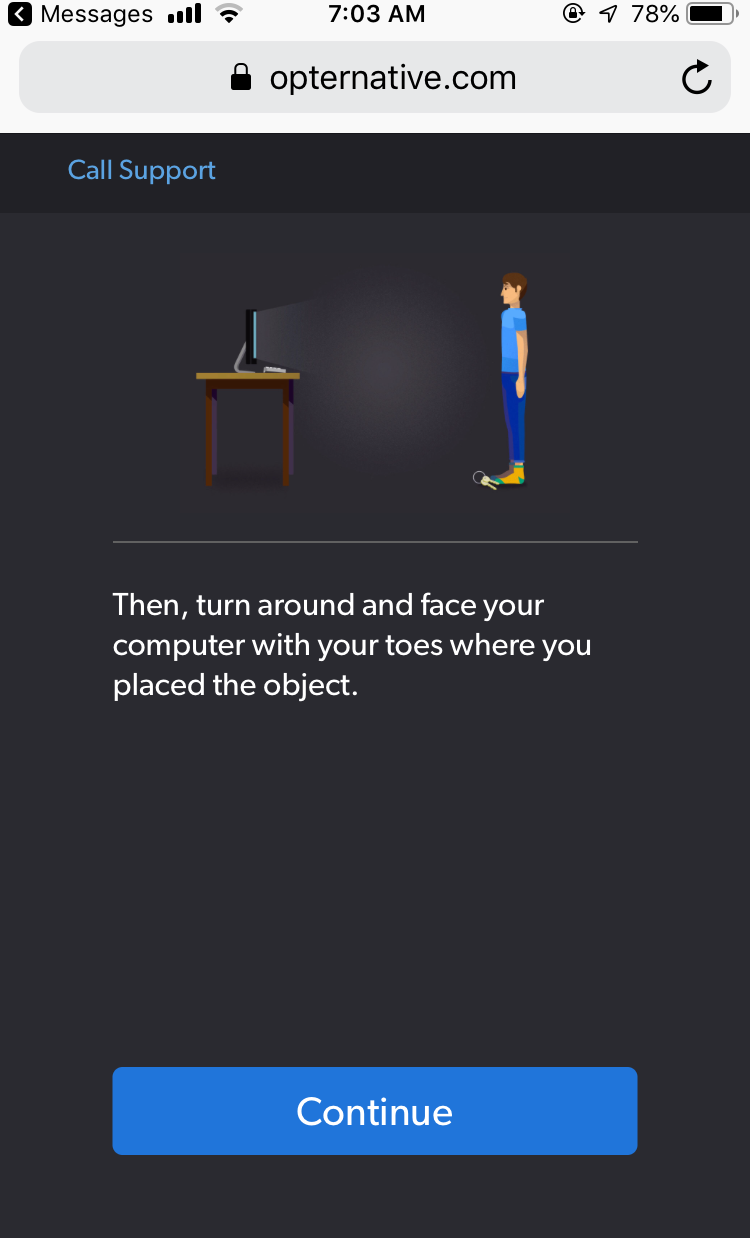 Messages 7:03 AM 78%
opternative.com
Call Support
Then, turn around and face your
computer with your toes where you
placed the object.
Continue